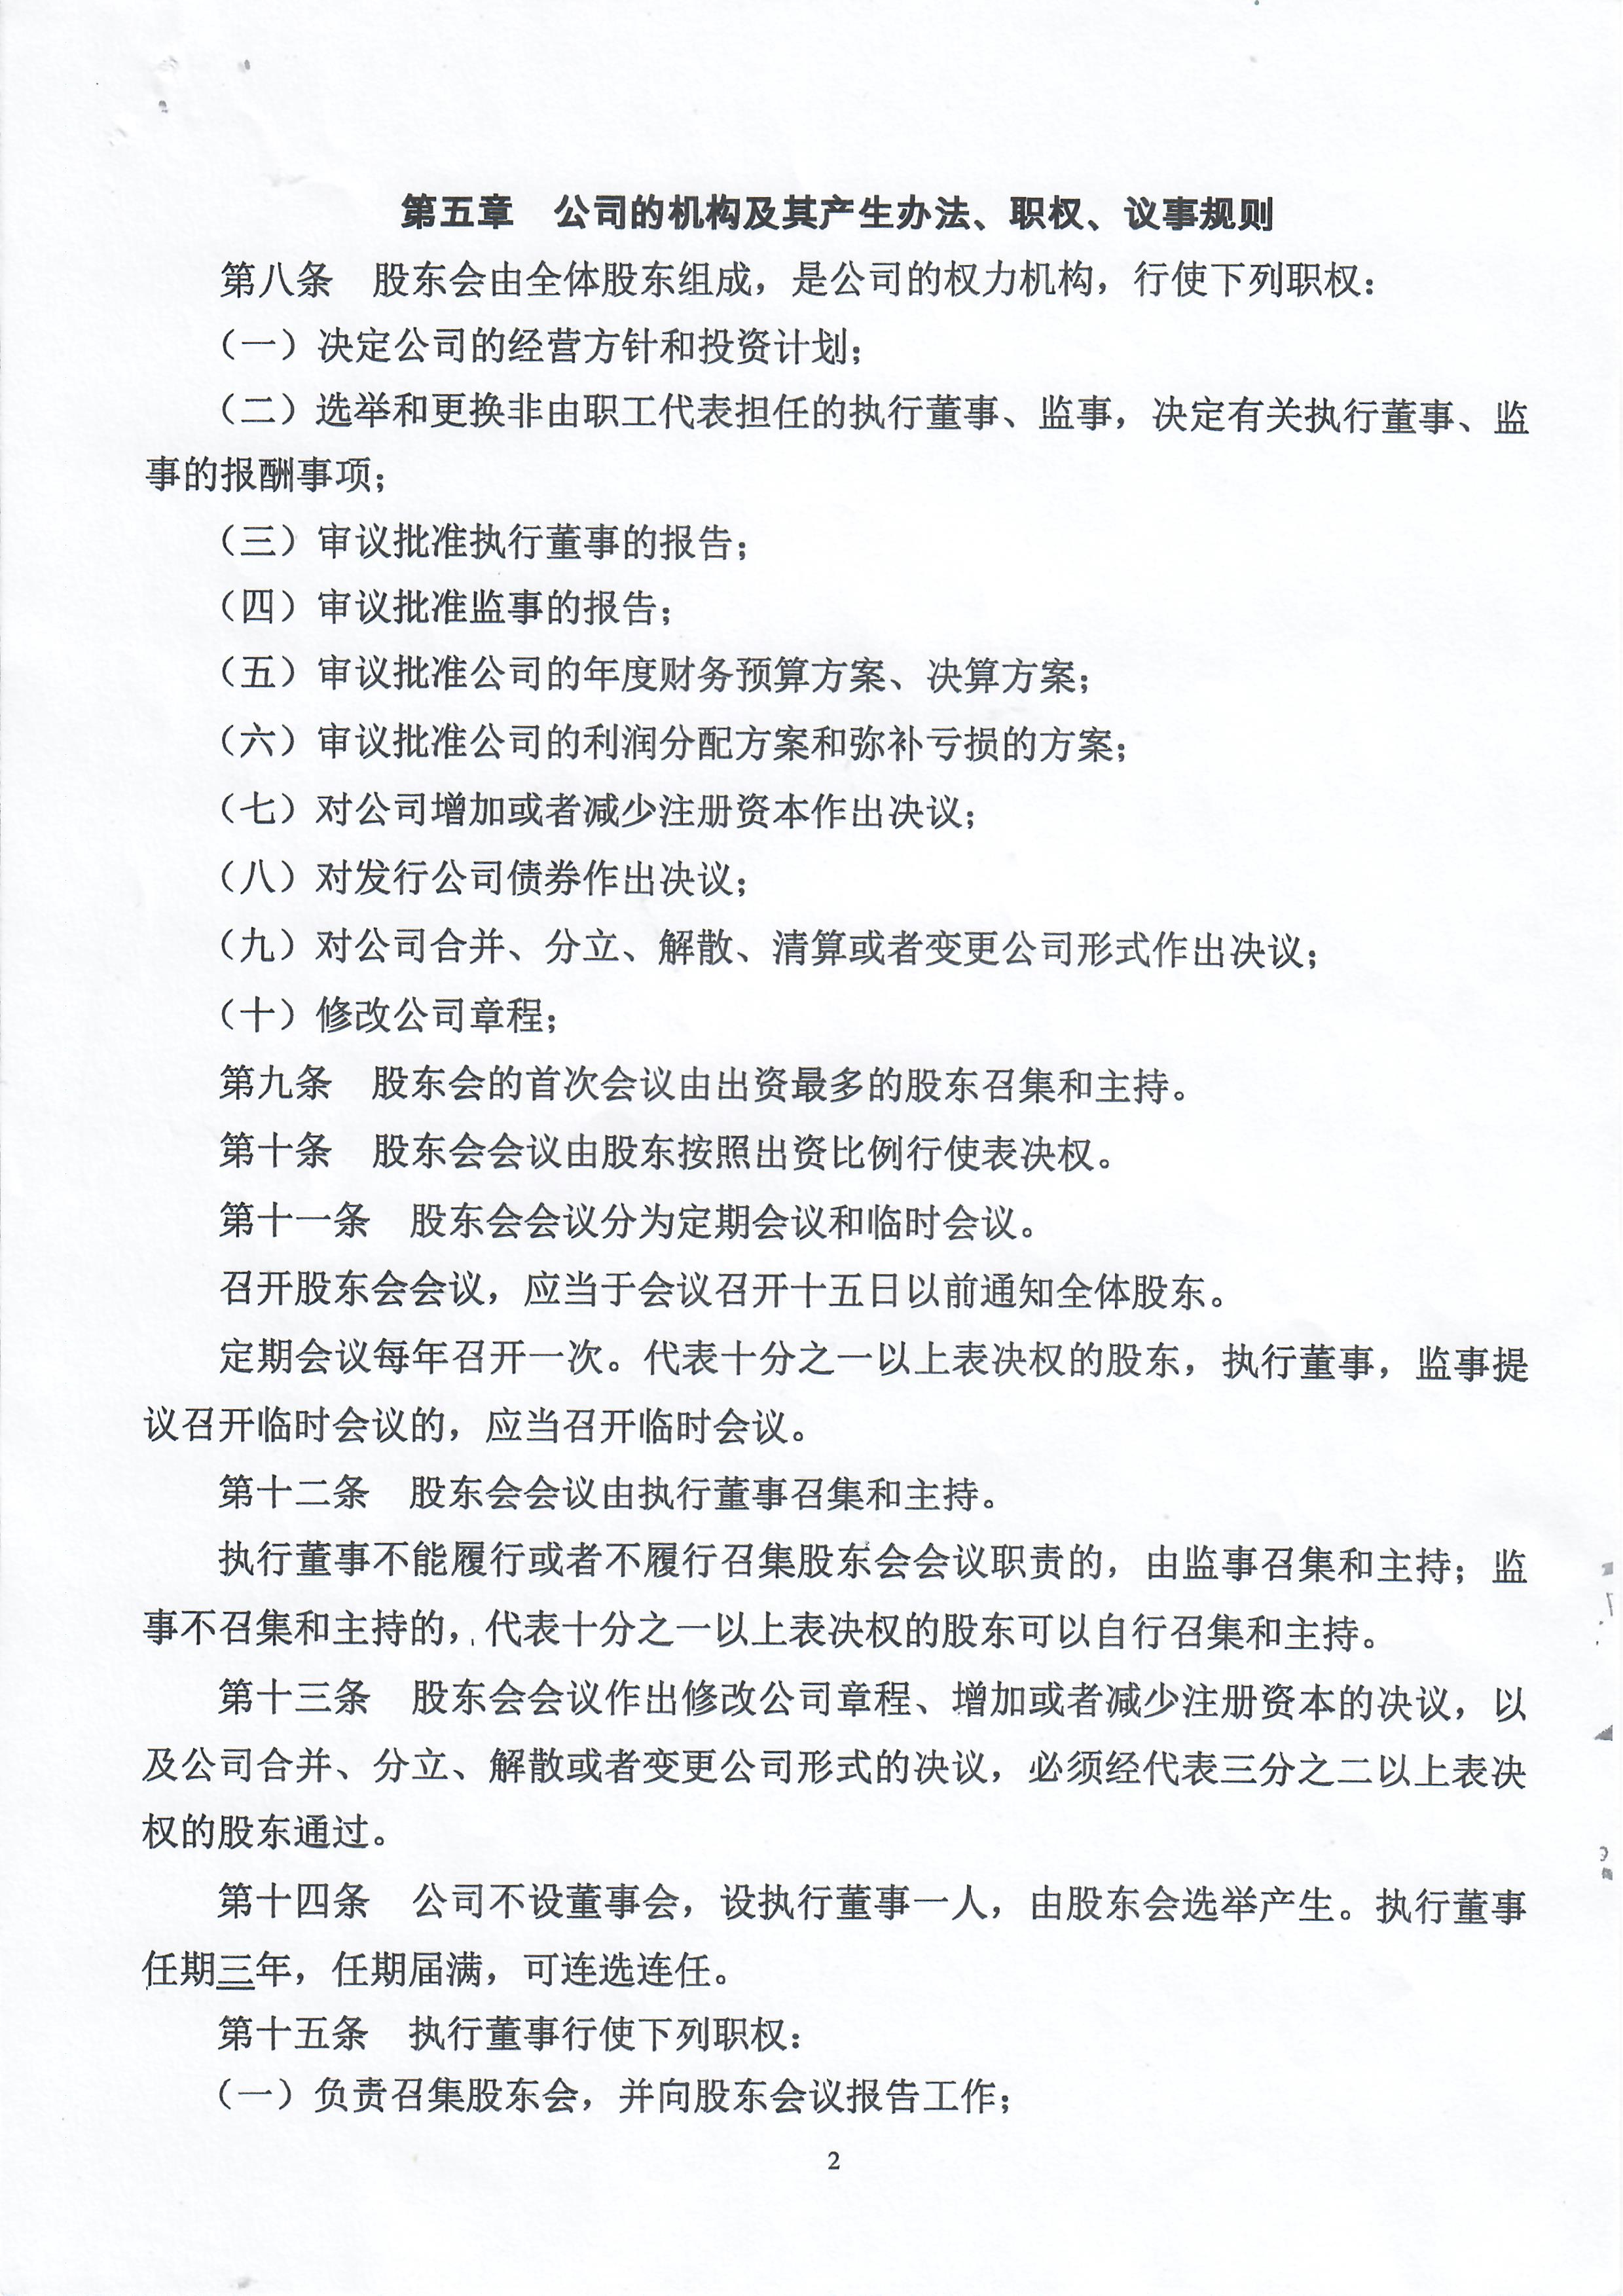 第五章　公司的机构及其产生办法、职权、议事规则
第八条　股东会由全体股东组成，是公司的权力机构，行使下列职权：
（一）决定公司的经营方针和投资计划；
（二）选举和更换非由职工代表担任的执行董事、监事，决定有关执行董事、监
事的报酬事项；
（三）审议批准执行董事的报告；
（四）审议批准监事的报告；
（五）审议批准公司的年度财务预算方案、决算方案；
（六）审议批准公司的利润分配方案和弥补亏损的方案；
（七）对公司增加或者减少注册资本作出决议；
（八）对发行公司债券作出决议；
（九）对公司合并、分立、解散、清算或者变更公司形式作出决议；
（十）修改公司章程；
第九条　股东会的首次会议由出资最多的股东召集和主持。
第十条　股东会会议由股东按照出资比例行使表决权。
第十一条　股东会会议分为定期会议和临时会议。
召开股东会会议，应当于会议召开十五日以前通知全体股东。
定期会议每年召开一次。代表十分之一以上表决权的股东，执行董事，监事提
议召开临时会议的，应当召开临时会议。
第十二条　股东会会议由执行董事召集和主持。
执行董事不能履行或者不履行召集股东会会议职责的，由监事召集和主持；监
事不召集和主持的，代表十分之一以上表决权的股东可以自行召集和主持。
第十三条　股东会会议作出修改公司章程、增加或者减少注册资本的决议，以
及公司合并、分立、解散或者变更公司形式的决议，必须经代表三分之二以上表决
权的股东通过。
第十四条　公司不设董事会，设执行董事一人，由股东会选举产生。执行董事
任期三年，任期届满，可连选连任。
第十五条　执行董事行使下列职权：
（一）负责召集股东会，并向股东会议报告工作；
2